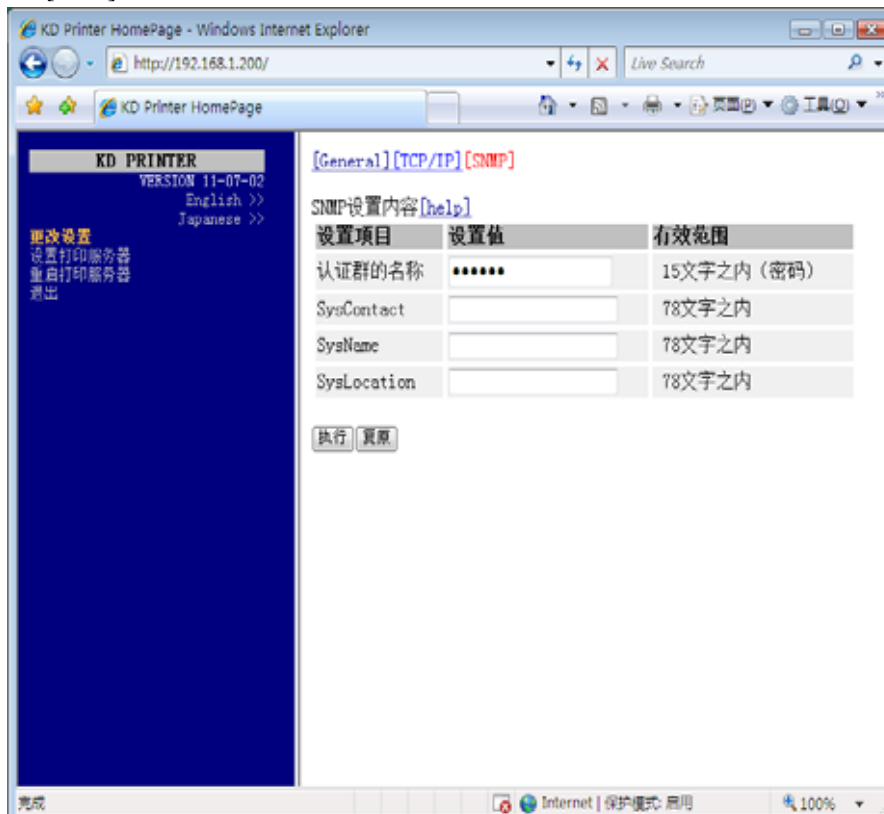 KD Printer HomePage - Windows Internet Explorer
http://192.168.1.200/
Live Search
KD Printer HomePage
页面(P)
工具(O)
KD PRINTER
VERSION 11-07-02
English >>
Japanese >>
更改设置
设置打印服务器
重启打印服务器
退出
[General][TCP/IP][SNMP]
SNMP设置内容[help]
设置项目 设置值 有效范围
认证群的名称 •••••• 15文字之内（密码）
SysContact 78文字之内
SysName 78文字之内
SysLocation 78文字之内
执行 复原
完成
Internet | 保护模式: 启用
100%